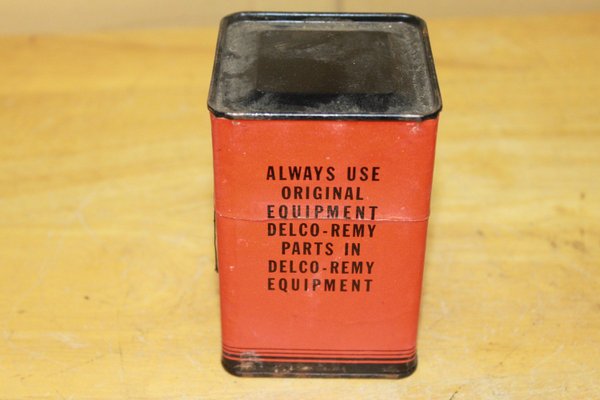 ALWAYS USE
ORIGINAL
EQUIPMENT
DELCO-REMY
PARTS IN
DELCO-REMY
EQUIPMENT